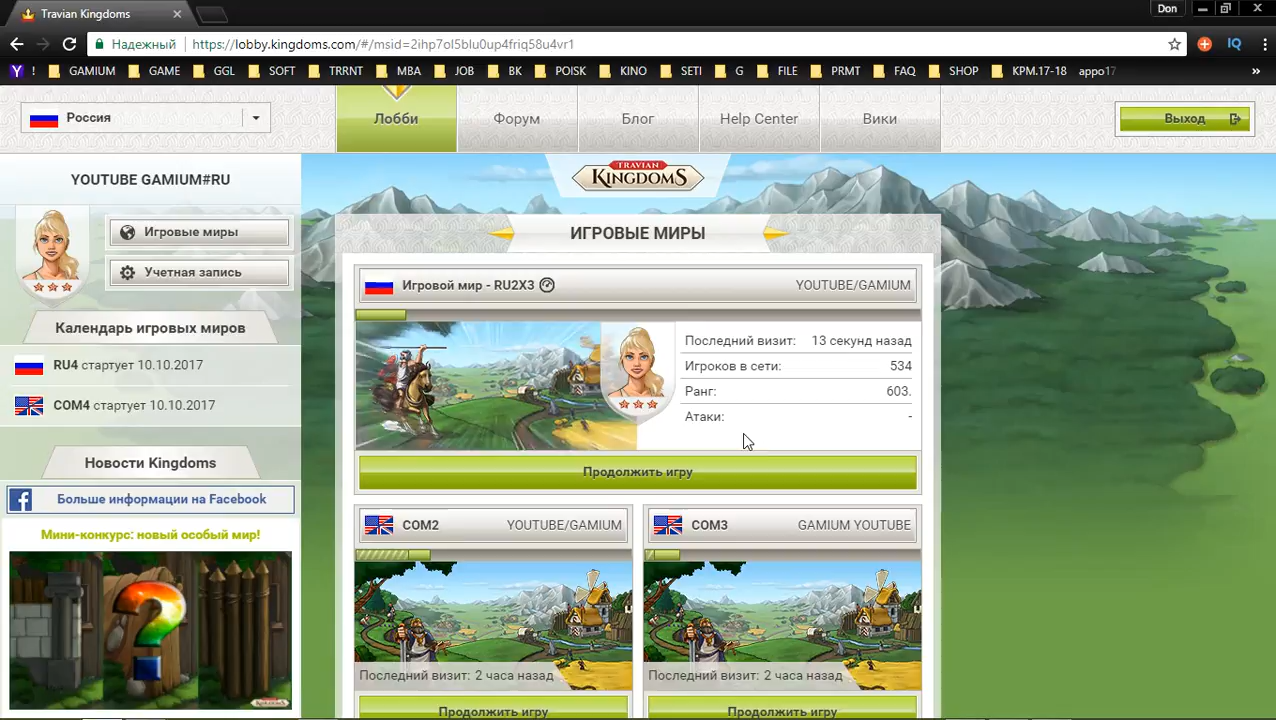 Travian Kingdoms
Don
Надежный
https://lobby.kingdoms.com/#/msid=2ihp7ol5blu0up4friq58u4vr1
IQ
Y ! GAMIUM GAME GGL SOFT TRRNT MBA JOB BK POISK KINO SETI G FILE PRMT FAQ SHOP KPM.17-18 appo17 »
Россия
Лобби
Форум
Блог
Help Center
Вики
Выход
TRAVIAN
KINGDOMS
YOUTUBE GAMIUM#RU
Игровые миры
Учетная запись
Календарь игровых миров
RU4 стартует 10.10.2017
COM4 стартует 10.10.2017
Новости Kingdoms
Больше информации на Facebook
Мини-конкурс: новый особый мир!
TRAVIAN
KINGDOMS
ИГРОВЫЕ МИРЫ
Игровой мир - RU2X3
YOUTUBE/GAMIUM
Последний визит: 13 секунд назад
Игроков в сети: 534
Ранг: 603.
Атаки: -
Продолжить игру
COM2 YOUTUBE/GAMIUM
Последний визит: 2 часа назад
Продолжить игру
COM3 GAMIUM YOUTUBE
Последний визит: 2 часа назад
Продолжить игру